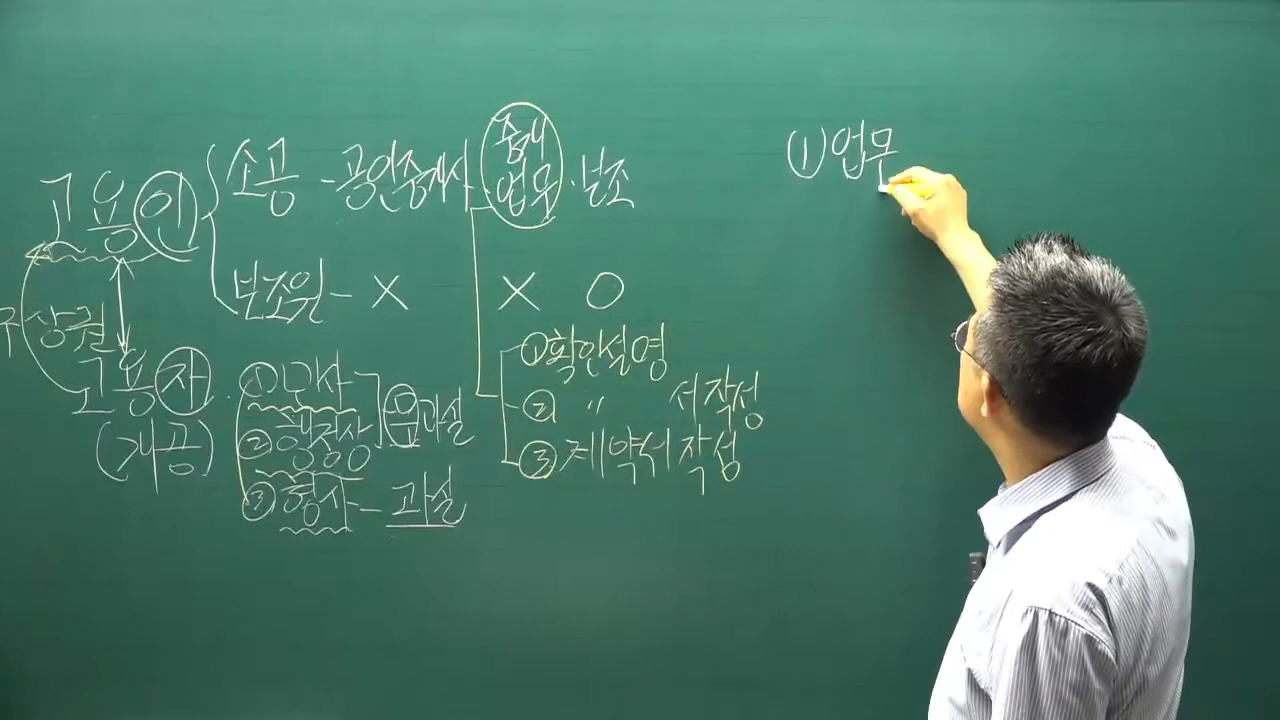 고용인
소공 - 공인중개사 중개업무·보조
보조원 - × × ○
구상권
고용자
(개공)
① 민사
② 행정상
무과실
③ 형사 - 과실
① 확인설명
② 〃 서작성
③ 계약서작성
① 업무